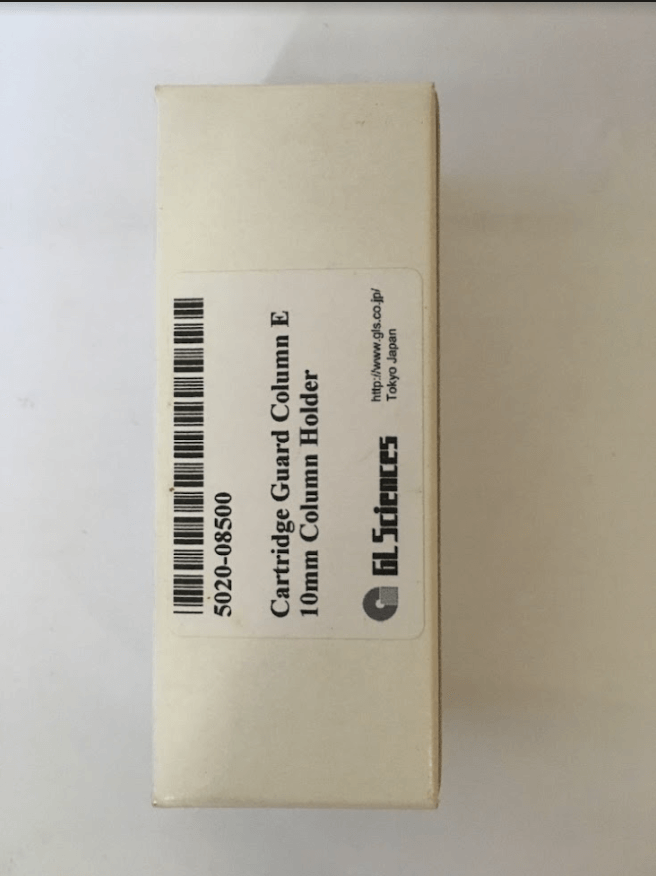 5020-08500
Cartridge Guard Column E
10mm Column Holder
GL Sciences
http://www.gls.co.jp/
Tokyo Japan